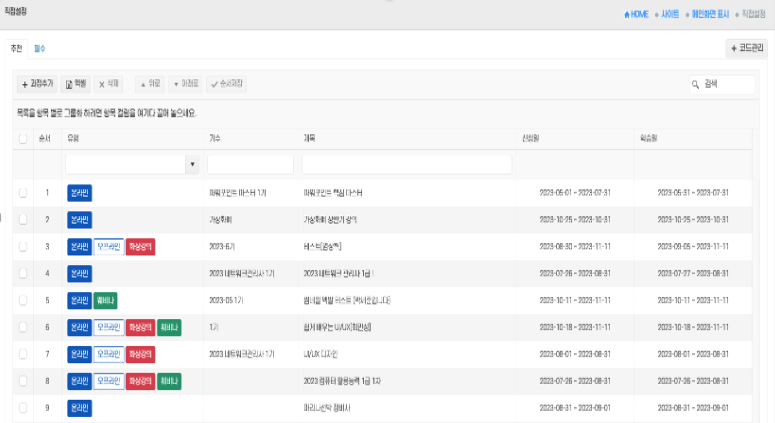 직접설정
HOME 사이트 메인화면 표시 직접설정
추천 필수
+ 코드관리
+ 과정추가 엑셀 x 삭제 ▲ 위로 ▼ 아래로 ✓ 순서저장 검색
목록을 항목 별로 그룹화 하려면 항목 컬럼을 여기다 끌어 놓으세요.
순서 유형 기수 제목 신청일 학습일
1 온라인 파워포인트 마스터 1기 파워포인트 핵심 마스터 2023-05-01 ~ 2023-07-31 2023-05-31 ~ 2023-07-31
2 온라인 가상화폐 가상화폐 상반기 강의 2023-10-25 ~ 2023-10-31 2023-10-25 ~ 2023-10-31
3 온라인 오프라인 화상강의 2023-6기 테스트[영상책] 2023-08-30 ~ 2023-11-11 2023-09-05 ~ 2023-11-11
4 온라인 2023 네트워크관리사 1기 2023 네트워크 관리사 1급 ! 2023-07-26 ~ 2023-08-31 2023-07-27 ~ 2023-08-31
5 온라인 웨비나 2023-05 1기 썸네일 엑셀 테스트 2023-10-11 ~ 2023-11-11 2023-10-11 ~ 2023-11-11
6 온라인 오프라인 화상강의 웨비나 1기 쉽게 배우는 UI/UX 2023-10-18 ~ 2023-11-11 2023-10-18 ~ 2023-11-11
7 온라인 오프라인 화상강의 2023 네트워크관리사 1기 UI/UX 디자인 2023-08-01 ~ 2023-08-31 2023-08-01 ~ 2023-08-31
8 온라인 오프라인 화상강의 웨비나 2023 컴퓨터 활용능력 1급 1차 2023-07-26 ~ 2023-08-31 2023-07-26 ~ 2023-08-31
9 온라인 마리나선박 정비사 2023-08-31 ~ 2023-09-01 2023-08-31 ~ 2023-09-01